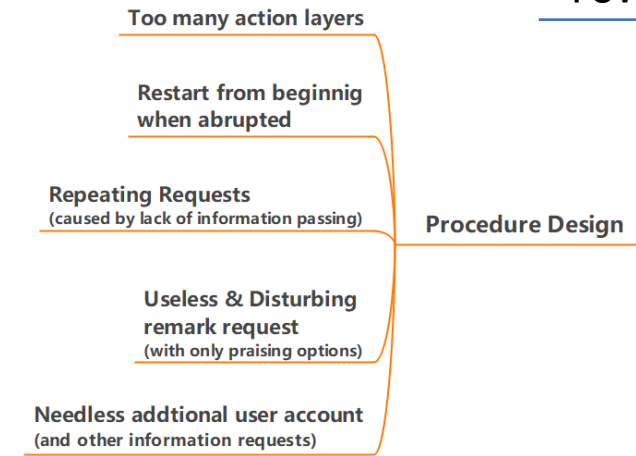 Too many action layers
Restart from beginnig
when abrupted
Repeating Requests
(caused by lack of information passing)
Procedure Design
Useless & Disturbing
remark request
(with only praising options)
Needless addtional user account
(and other information requests)